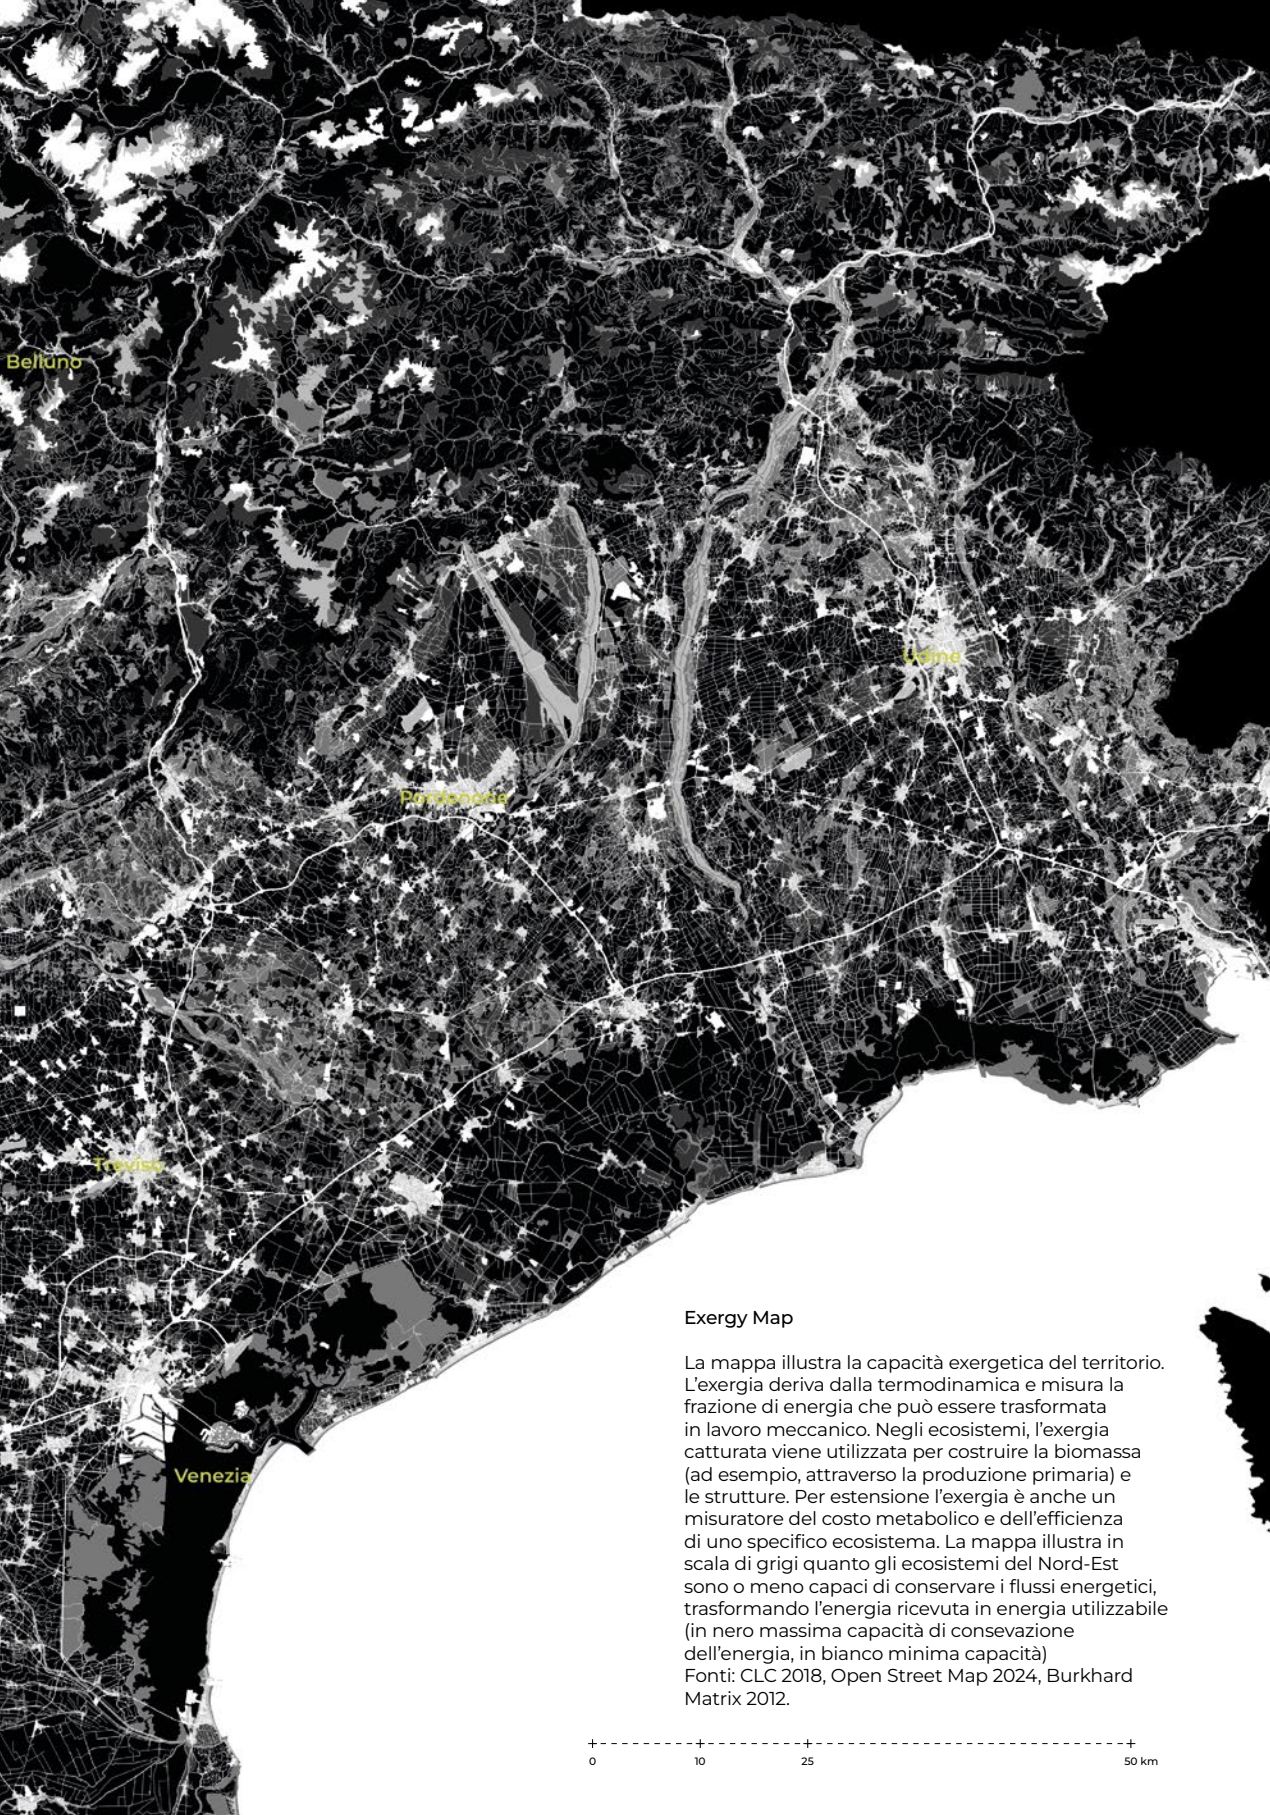 Belluno
Udine
Pordenone
Treviso
Venezia
Exergy Map
La mappa illustra la capacità exergetica del territorio.
L’exergia deriva dalla termodinamica e misura la
frazione di energia che può essere trasformata
in lavoro meccanico. Negli ecosistemi, l’exergia
catturata viene utilizzata per costruire la biomassa
(ad esempio, attraverso la produzione primaria) e
le strutture. Per estensione l’exergia è anche un
misuratore del costo metabolico e dell’efficienza
di uno specifico ecosistema. La mappa illustra in
scala di grigi quanto gli ecosistemi del Nord-Est
sono o meno capaci di conservare i flussi energetici,
trasformando l’energia ricevuta in energia utilizzabile
(in nero massima capacità di consevazione
dell’energia, in bianco minima capacità)
Fonti: CLC 2018, Open Street Map 2024, Burkhard
Matrix 2012.
0 10 25 50 km